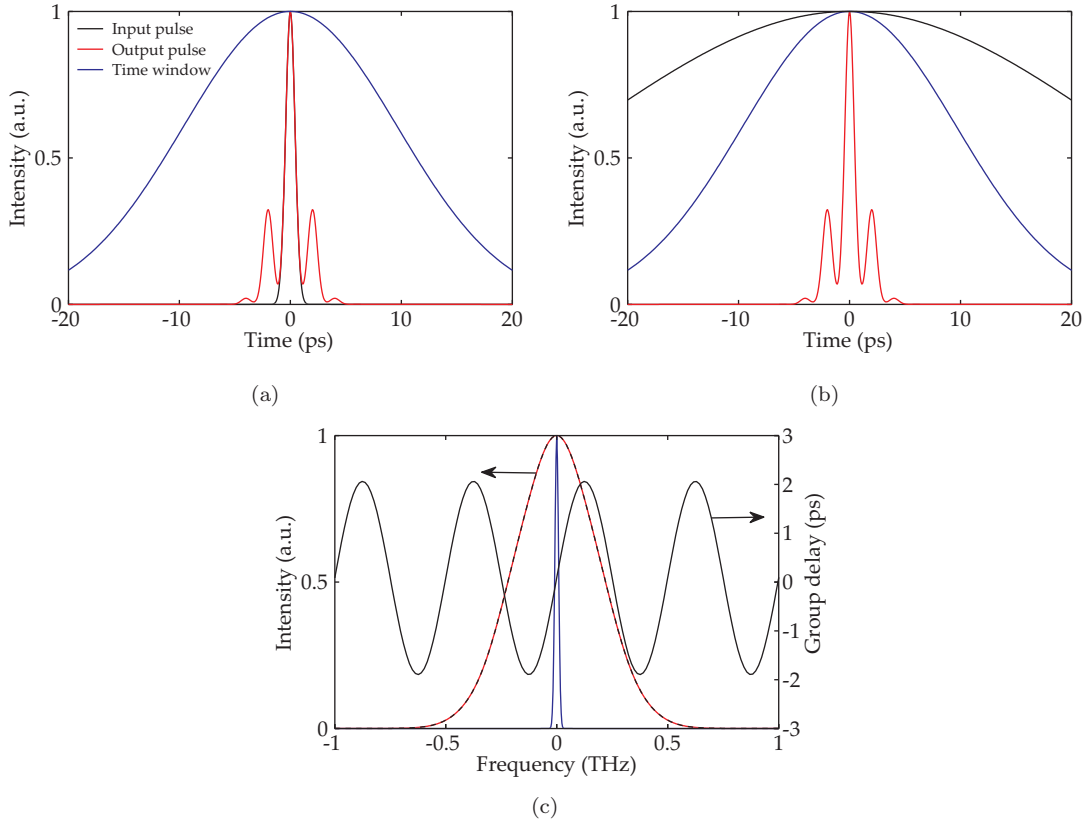 Input pulse
Output pulse
Time window
Intensity (a.u.)
1
0.5
0
-20
-10
0
10
20
Time (ps)
(a)
Intensity (a.u.)
1
0.5
0
-20
-10
0
10
20
Time (ps)
(b)
Intensity (a.u.)
1
0.5
0
-1
-0.5
0
0.5
1
Frequency (THz)
3
2
1
0
-1
-2
-3
Group delay (ps)
(c)